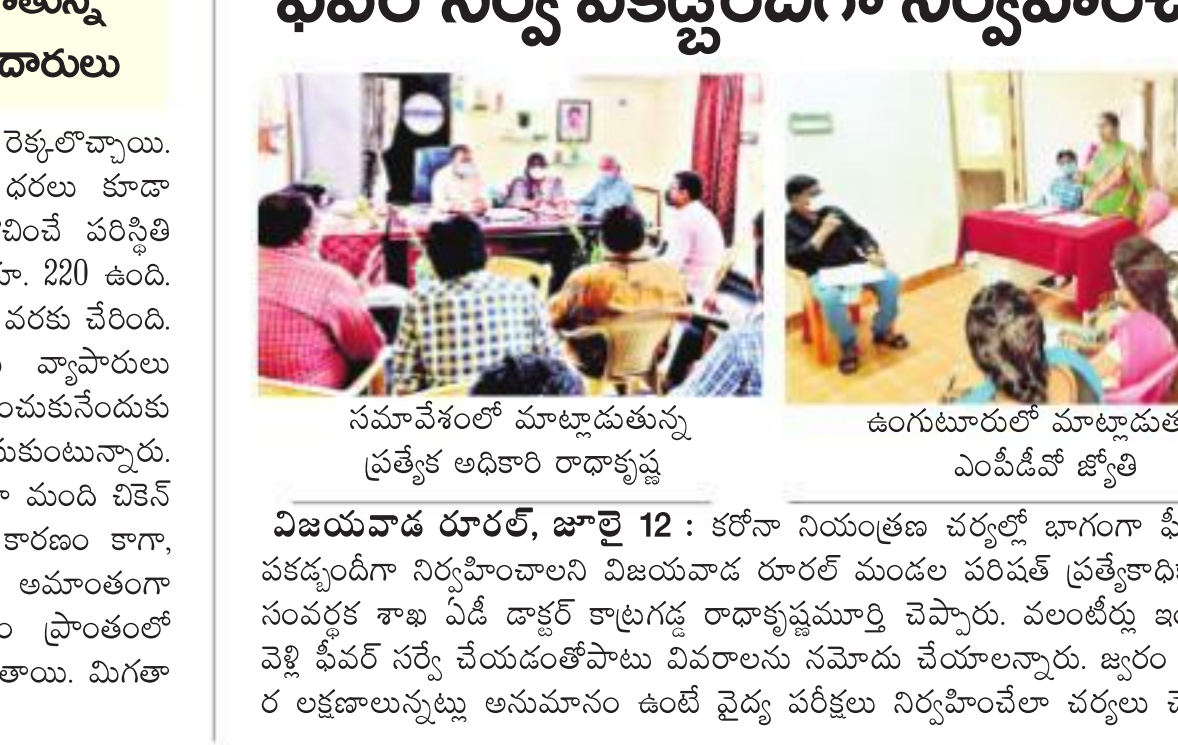 దారులు
రెక్కలొచ్చాయి.
ధరలు కూడా
పరిస్థితి
220 ఉంది.
వరకు చేరింది.
వ్యాపారులు
మంది చికెన్
కారణం కాగా,
అమాంతంగా
ప్రాంతంలో
మిగతా
ఫీవర్ సర్వే పకడ్బందీగా
సమావేశంలో మాట్లాడుతున్న
ప్రత్యేక అధికారి రాధాకృష్ణ
ఉంగుటూరులో
ఎంపీడీవో జ్యోతి
విజయవాడ రూరల్, జూలై 12 : కరోనా నియంత్రణ చర్యల్లో భాగంగా
పకడ్బందీగా నిర్వహించాలని విజయవాడ రూరల్ మండల పరిషత్
సంవర్థక శాఖ ఏడీ డాక్టర్ కాట్రగడ్డ రాధాకృష్ణమూర్తి చెప్పారు. వలంటీర్లు
వెళ్లి ఫీవర్ సర్వే చేయడంతోపాటు వివరాలను నమోదు చేయాలన్నారు. జ్వరం
ర లక్షణాలున్నట్లు అనుమానం ఉంటే వైద్య పరీక్షలు నిర్వహించేలా చర్యలు